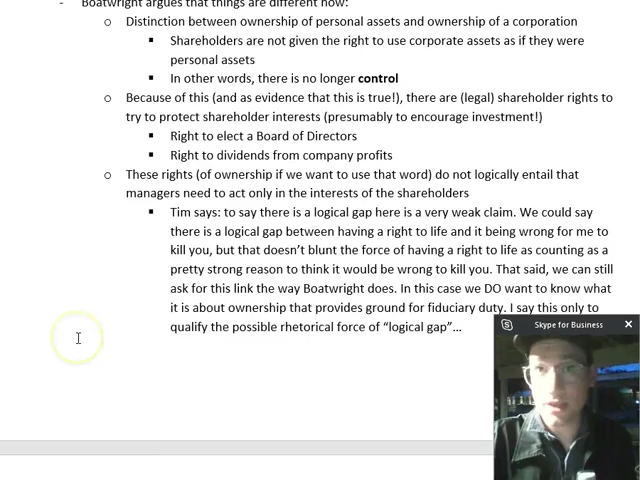 - Boatwright argues that things are different now:
o Distinction between ownership of personal assets and ownership of a corporation
▪ Shareholders are not given the right to use corporate assets as if they were
personal assets
▪ In other words, there is no longer control
o Because of this (and as evidence that this is true!), there are (legal) shareholder rights to
try to protect shareholder interests (presumably to encourage investment!)
▪ Right to elect a Board of Directors
▪ Right to dividends from company profits
o These rights (of ownership if we want to use that word) do not logically entail that
managers need to act only in the interests of the shareholders
▪ Tim says: to say there is a logical gap here is a very weak claim. We could say
there is a logical gap between having a right to life and it being wrong for me to
kill you, but that doesn’t blunt the force of having a right to life as counting as a
pretty strong reason to think it would be wrong to kill you. That said, we can still
ask for this link the way Boatwright does. In this case we DO want to know what
it is about ownership that provides ground for fiduciary duty. I say this only to
qualify the possible rhetorical force of “logical gap”…
Skype for Business